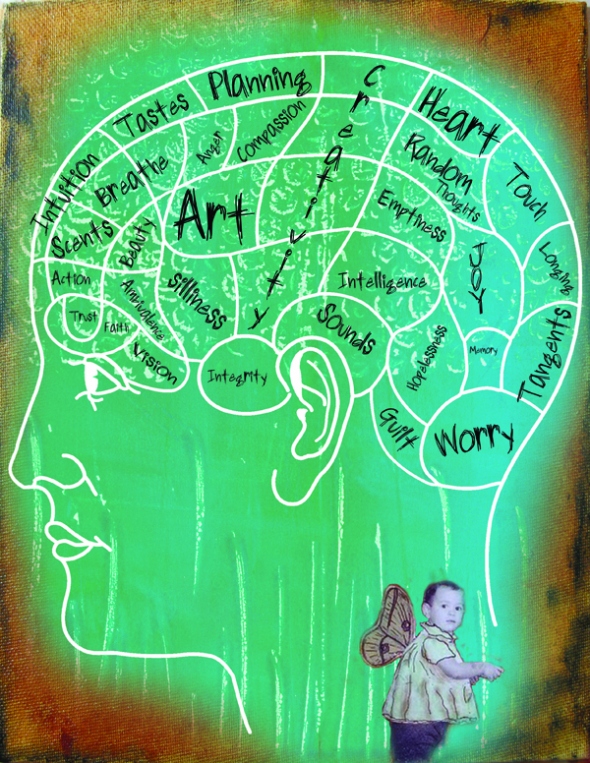 Planning
Creativity
Heart
Tastes
Anger
Compassion
Random
Thoughts
Touch
Intuition
Breathe
Art
Emptiness
Scents
Beauty
Longing
JOY
Action
Ambivalence
Silliness
Intelligence
Trust
Faith
Sounds
Hopelessness
Memory
Tangents
Vision
Integrity
Guilt
Worry